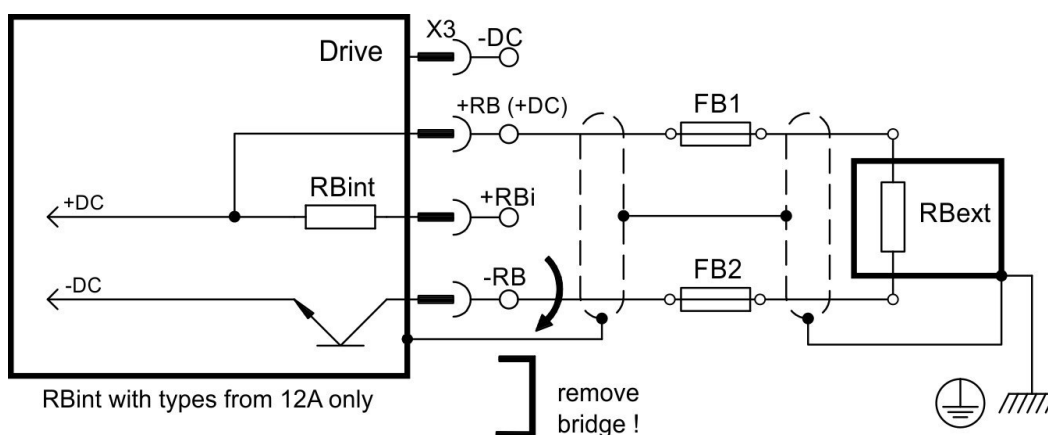 Drive
X3
-DC
+RB (+DC)
FB1
RBint
+RBi
+DC
RBext
-RB
FB2
-DC
RBint with types from 12A only
remove
bridge !